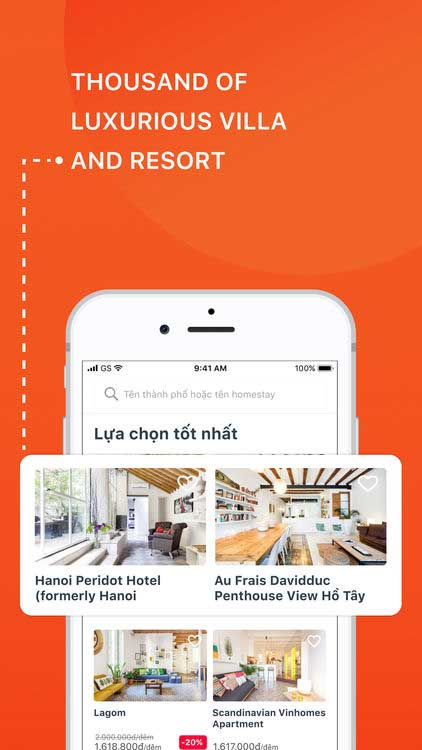 THOUSAND OF
LUXURIOUS VILLA
AND RESORT
GS 9:41 AM 100%
Tên thành phố hoặc tên homestay
Lựa chọn tốt nhất
Hanoi Peridot Hotel
(formerly Hanoi
Au Frais Davidduc
Penthouse View Hồ Tây
Lagom
2.000.000đ/đêm
1.618.800đ/đêm
-20%
Scandinavian Vinhomes
Apartment
1.617.000đ/đêm